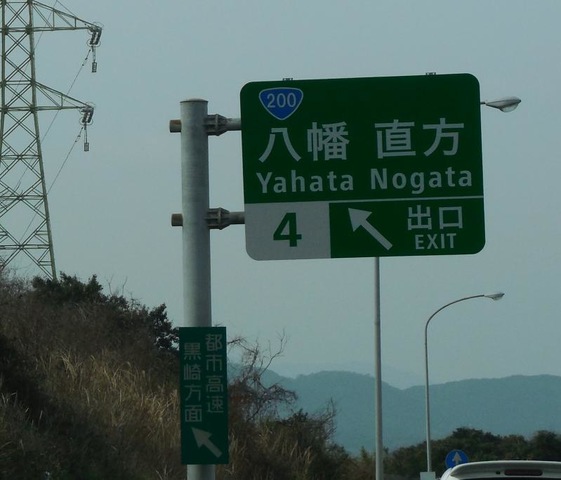 200
八幡 直方
Yahata Nogata
4
出口
EXIT
都市高速
黒崎方面